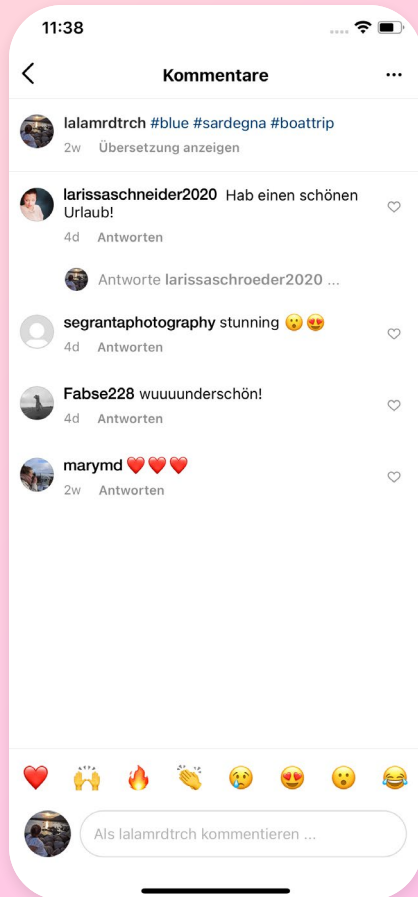 11:38
Kommentare
lalamrdtrch #blue #sardegna #boattrip
2w Übersetzung anzeigen
larissaschneider2020 Hab einen schönen
Urlaub!
4d Antworten
Antworte larissaschroeder2020 ...
segrantaphotography stunning 😮😍
4d Antworten
Fabse228 wuuuunderschön!
4d Antworten
marymd ❤️❤️❤️
2w Antworten
Als lalamrdtrch kommentieren ...